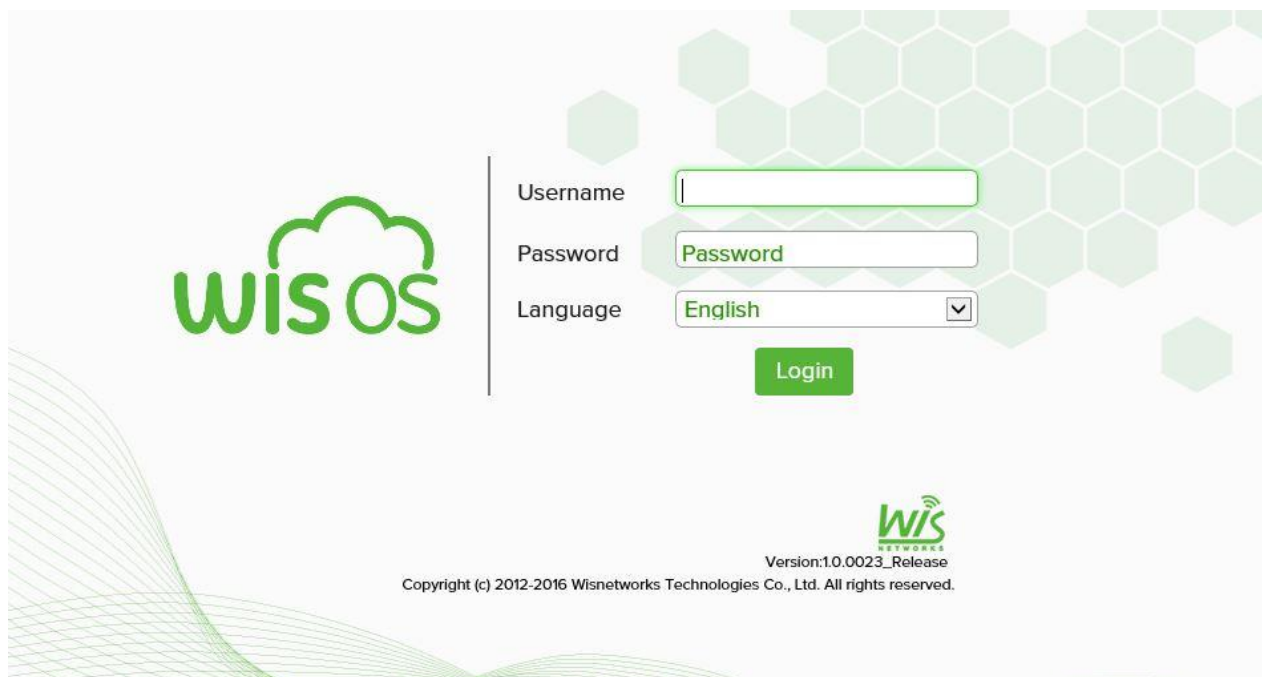 wis os
Username
Password Password
Language English
Login
Wis
NETWORKS
Version:1.0.0023_Release
Copyright (c) 2012-2016 Wisnetworks Technologies Co., Ltd. All rights reserved.